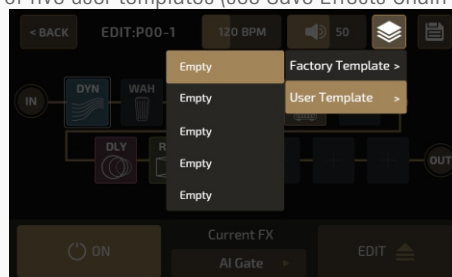 of five user templates (see Save Effects Chain
< BACK EDIT:P00-1 120 BPM 50
Empty Factory Template >
Empty User Template >
Empty
Empty
Empty
IN DYN WAH
DLY R OUT
Current FX
ON AI Gate EDIT